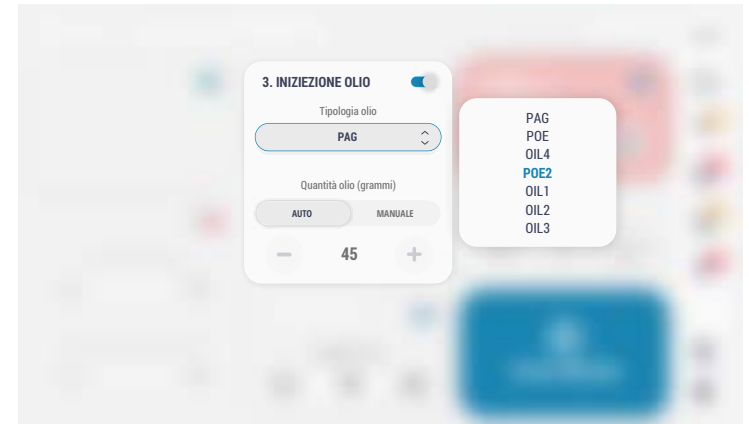 3. INIZIEZIONE OLIO
Tipologia olio
PAG
Quantità olio (grammi)
AUTO MANUALE
45
PAG
POE
OIL4
POE2
OIL1
OIL2
OIL3